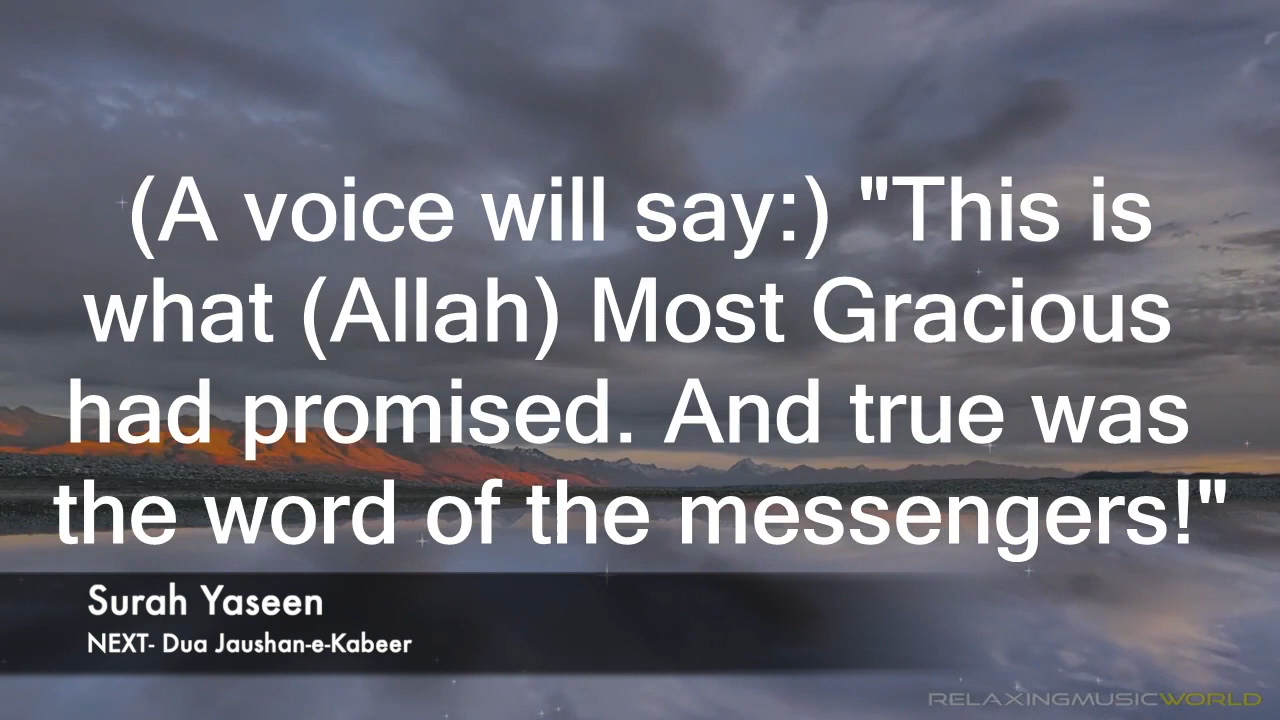 (A voice will say:) "This is
what (Allah) Most Gracious
had promised. And true was
the word of the messengers!"
Surah Yaseen
NEXT- Dua Jaushan-e-Kabeer
RELAXINGMUSICWORLD